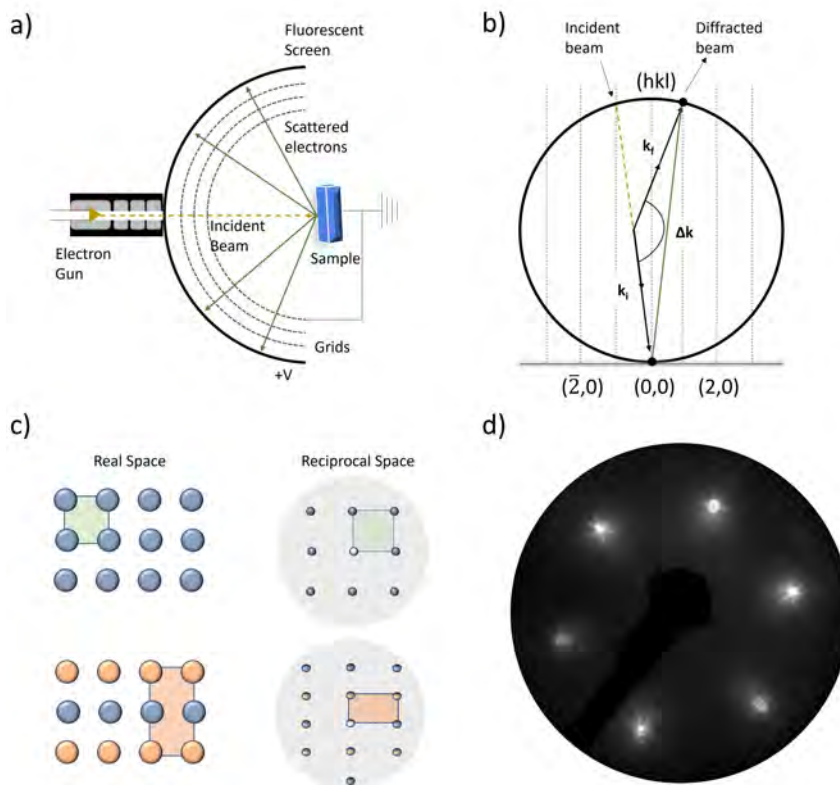 a)
Fluorescent
Screen
Scattered
electrons
Incident
Beam
Electron
Gun
Sample
Grids
+V
b)
Incident
beam
Diffracted
beam
(hkl)
k_f
Δk
k_i
(2̅,0)
(0,0)
(2,0)
c)
Real Space
Reciprocal Space
d)